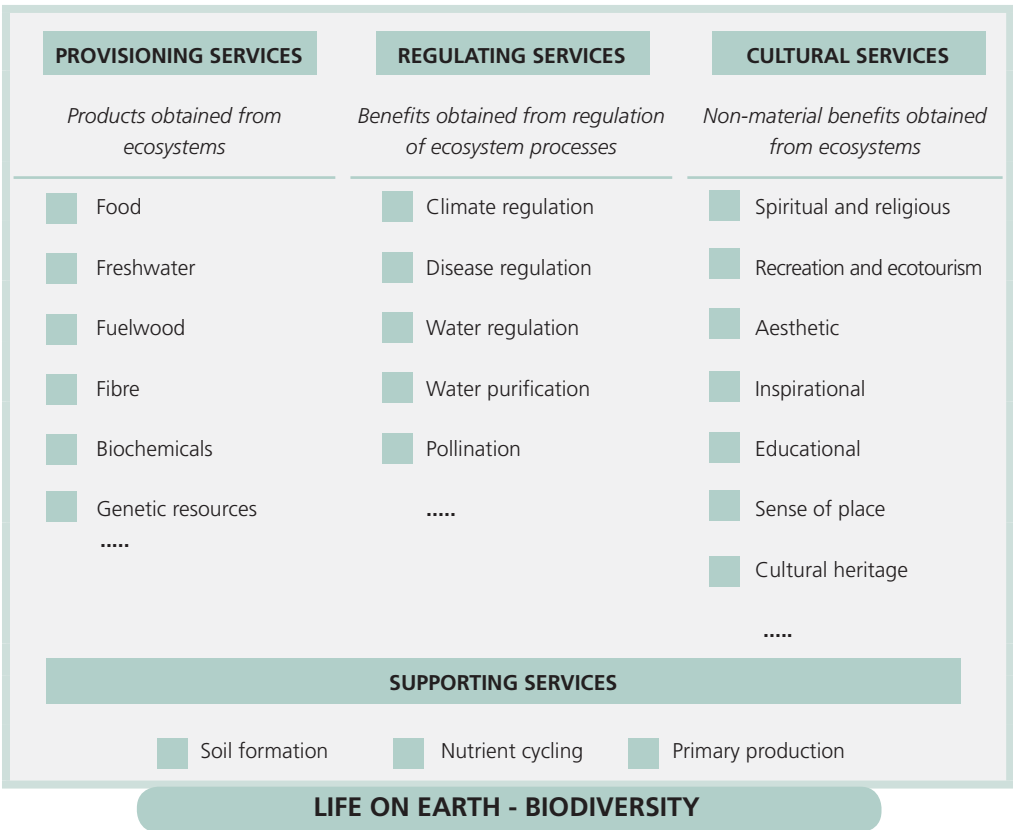 PROVISIONING SERVICES
Products obtained from
ecosystems
Food
Freshwater
Fuelwood
Fibre
Biochemicals
Genetic resources
.....
REGULATING SERVICES
Benefits obtained from regulation
of ecosystem processes
Climate regulation
Disease regulation
Water regulation
Water purification
Pollination
.....
CULTURAL SERVICES
Non-material benefits obtained
from ecosystems
Spiritual and religious
Recreation and ecotourism
Aesthetic
Inspirational
Educational
Sense of place
Cultural heritage
.....
SUPPORTING SERVICES
Soil formation
Nutrient cycling
Primary production
LIFE ON EARTH - BIODIVERSITY